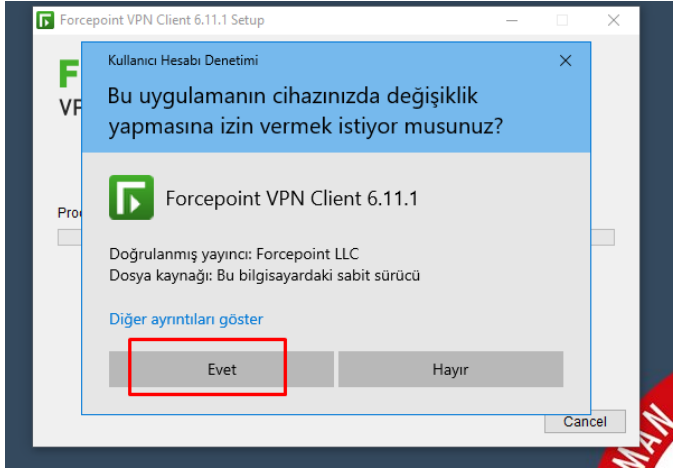 Forcepoint VPN Client 6.11.1 Setup
Kullanıcı Hesabı Denetimi
Bu uygulamanın cihazınızda değişiklik
yapmasına izin vermek istiyor musunuz?
Forcepoint VPN Client 6.11.1
Doğrulanmış yayıncı: Forcepoint LLC
Dosya kaynağı: Bu bilgisayardaki sabit sürücü
Diğer ayrıntıları göster
Evet
Hayır
Cancel